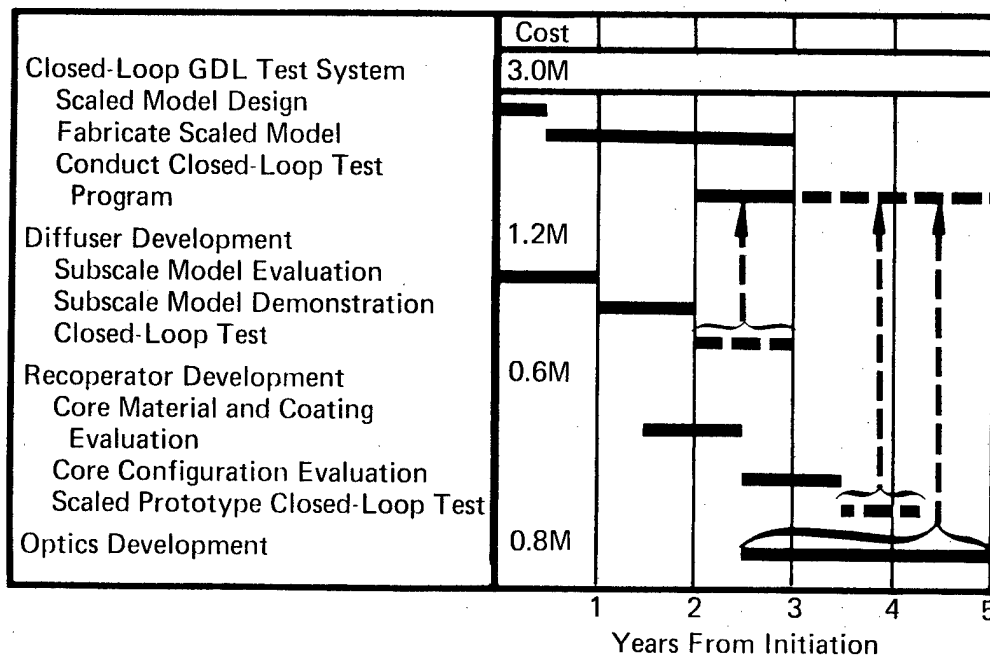 Cost
Closed-Loop GDL Test System 3.0M
Scaled Model Design
Fabricate Scaled Model
Conduct Closed-Loop Test
Program
Diffuser Development 1.2M
Subscale Model Evaluation
Subscale Model Demonstration
Closed-Loop Test
Recoperator Development 0.6M
Core Material and Coating
Evaluation
Core Configuration Evaluation
Scaled Prototype Closed-Loop Test
Optics Development 0.8M
1 2 3 4 5
Years From Initiation